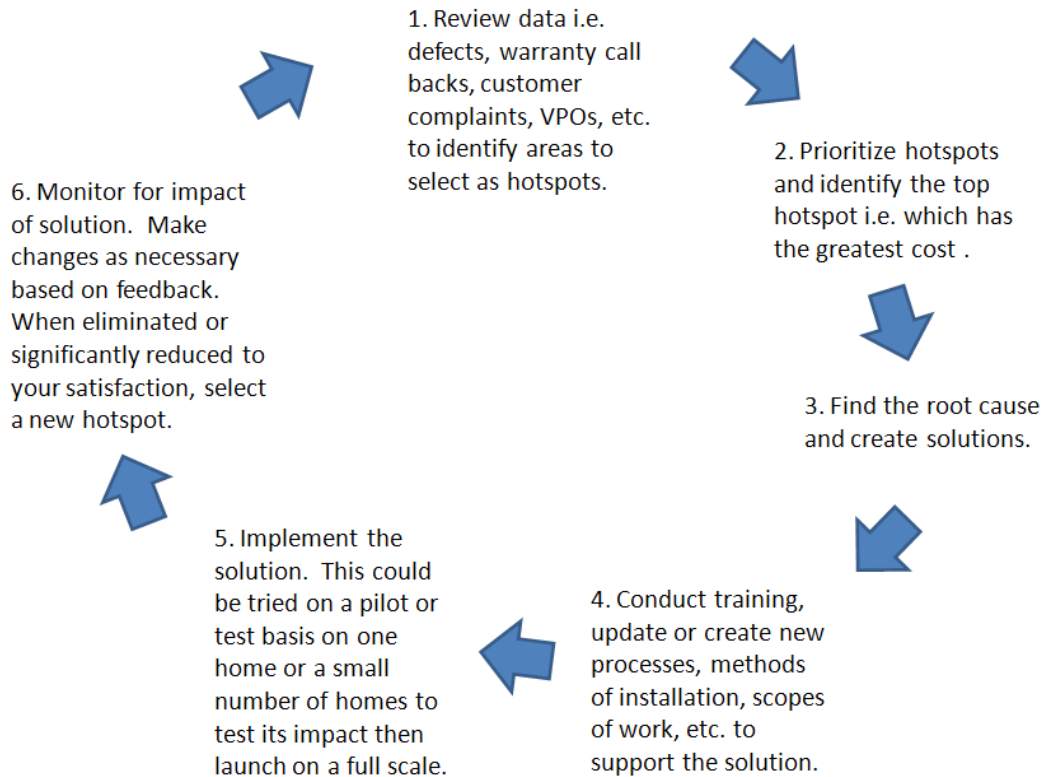 1. Review data i.e.
defects, warranty call
backs, customer
complaints, VPOs, etc.
to identify areas to
select as hotspots.
2. Prioritize hotspots
and identify the top
hotspot i.e. which has
the greatest cost .
3. Find the root cause
and create solutions.
4. Conduct training,
update or create new
processes, methods
of installation, scopes
of work, etc. to
support the solution.
5. Implement the
solution.  This could
be tried on a pilot or
test basis on one
home or a small
number of homes to
test its impact then
launch on a full scale.
6. Monitor for impact
of solution.  Make
changes as necessary
based on feedback.
When eliminated or
significantly reduced to
your satisfaction, select
a new hotspot.